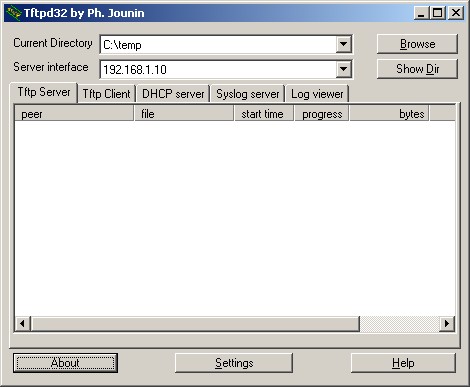 Tftpd32 by Ph. Jounin
Current Directory C:\temp Browse
Server interface 192.168.1.10 Show Dir
Tftp Server Tftp Client DHCP server Syslog server Log viewer
peer file start time progress bytes
About Settings Help